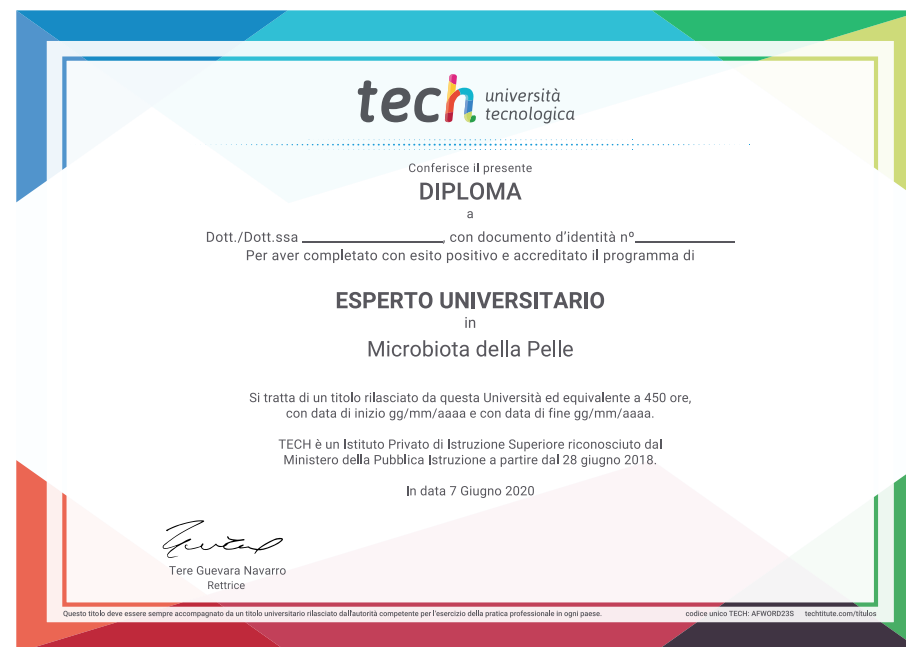 tech università
tecnologica
Conferisce il presente
DIPLOMA
a
Dott./Dott.ssa ____________________, con documento d'identità nº______________
Per aver completato con esito positivo e accreditato il programma di
ESPERTO UNIVERSITARIO
in
Microbiota della Pelle
Si tratta di un titolo rilasciato da questa Università ed equivalente a 450 ore,
con data di inizio gg/mm/aaaa e con data di fine gg/mm/aaaa.
TECH è un Istituto Privato di Istruzione Superiore riconosciuto dal
Ministero della Pubblica Istruzione a partire dal 28 giugno 2018.
In data 7 Giugno 2020
Tere Guevara Navarro
Rettrice
Questo titolo deve essere sempre accompagnato da un titolo universitario rilasciato dall'autorità competente per l'esercizio della pratica professionale in ogni paese. codice unico TECH: AFWORD23S techtitute.com/titulos